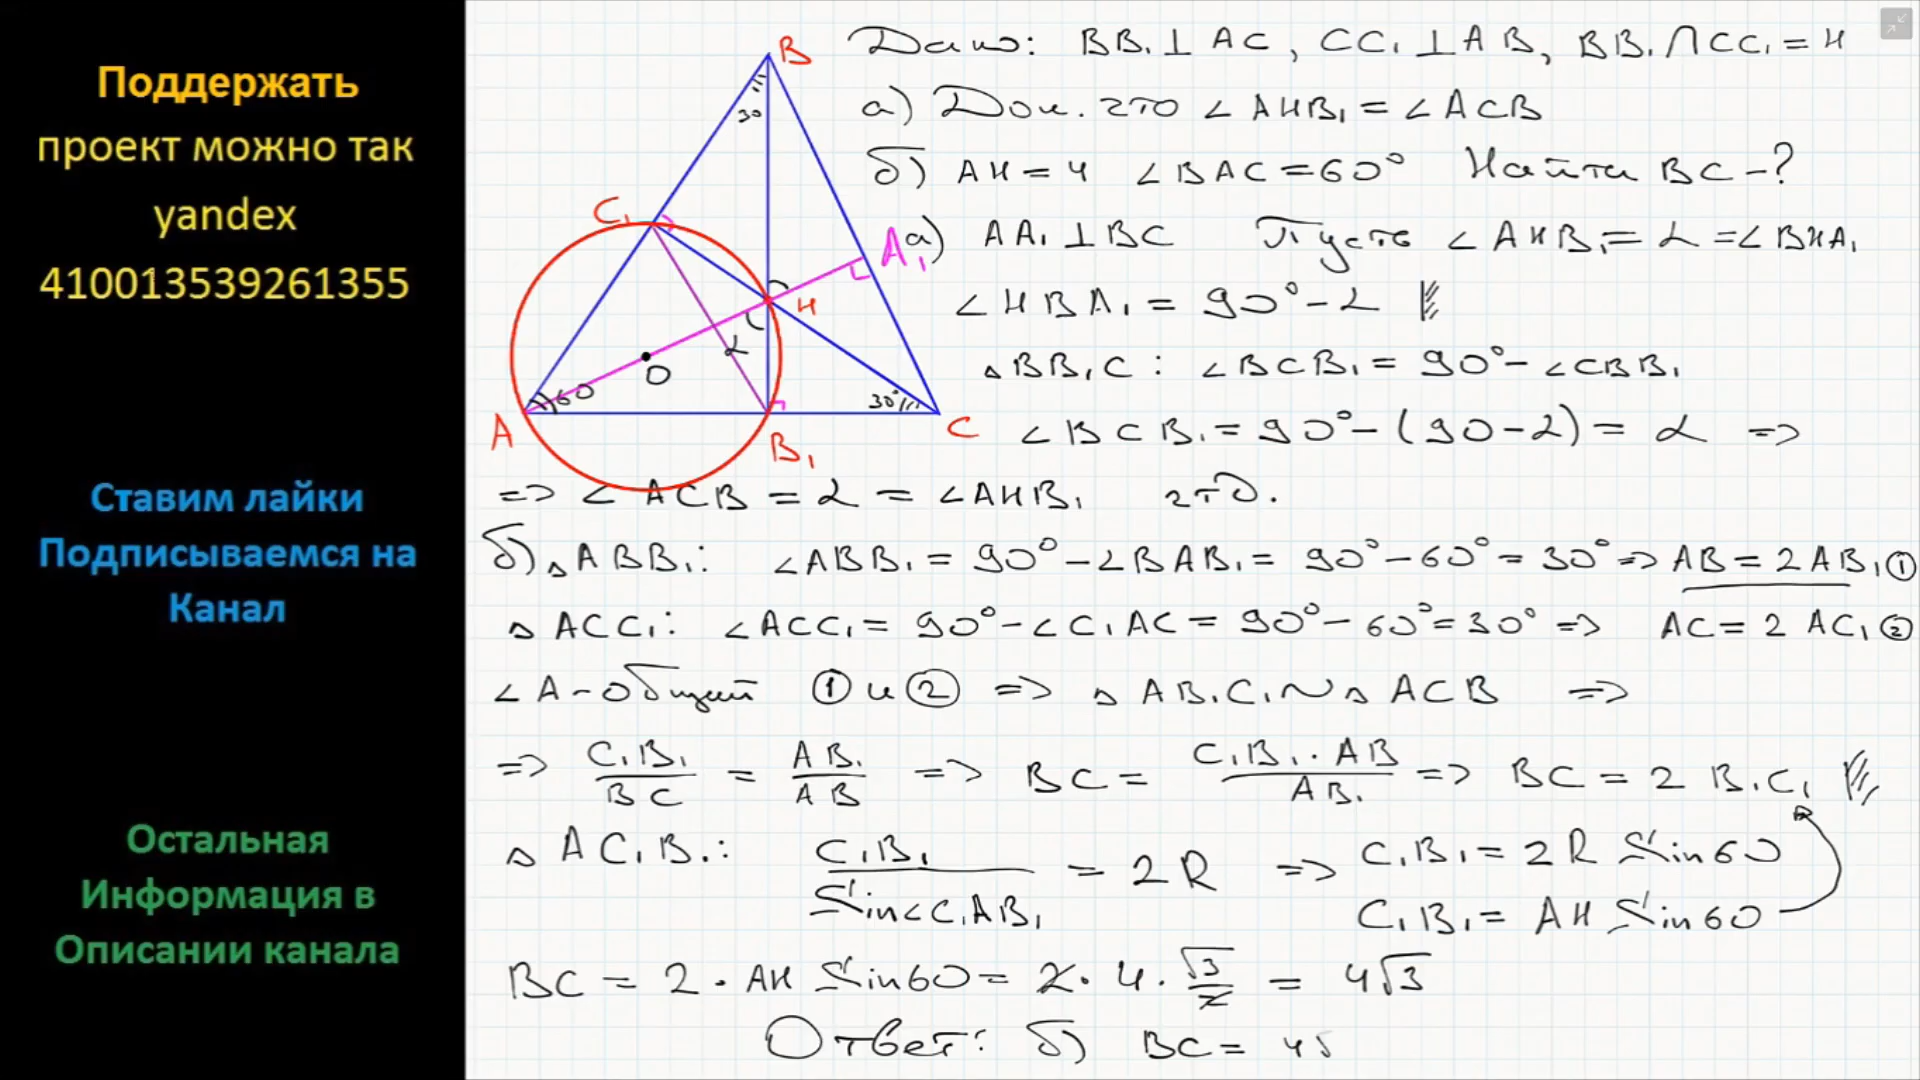 Поддержать
проект можно так
yandex
410013539261355
Ставим лайки
Подписываемся на
Канал
Остальная
Информация в
Описании канала
B
30
C₁
A₁
H
α
O
60
30°
A
B₁
C
Дано: BB₁ ⊥ AC, CC₁ ⊥ AB, BB₁ ∩ CC₁ = H
а) Док. что ∠AHB₁ = ∠ACB
б) AH = 4 ∠BAC = 60° Найти BC - ?
а) AA₁ ⊥ BC Пусть ∠AHB₁ = α = ∠BHA₁
∠HBA₁ = 90° - α
△BB₁C : ∠BCB₁ = 90° - ∠CBB₁
∠BCB₁ = 90° - (90 - α) = α =>
=> ∠ACB = α = ∠AHB₁ чтд.
б) △ABB₁: ∠ABB₁ = 90° - ∠BAB₁ = 90° - 60° = 30° => AB = 2AB₁ ①
△ACC₁: ∠ACC₁ = 90° - ∠C₁AC = 90° - 60° = 30° => AC = 2 AC₁ ②
∠A - общий ① и ② => △AB₁C₁ ~ △ACB =>
=> C₁B₁/BC = AB₁/AB => BC = C₁B₁ · AB/AB₁ => BC = 2 B₁C₁
△AC₁B₁: C₁B₁/Sin∠C₁AB₁ = 2R => C₁B₁ = 2R Sin60
C₁B₁ = AH Sin60
BC = 2 · AH Sin60 = 2 · 4 · √3/2 = 4√3
Ответ: б) BC = 4√